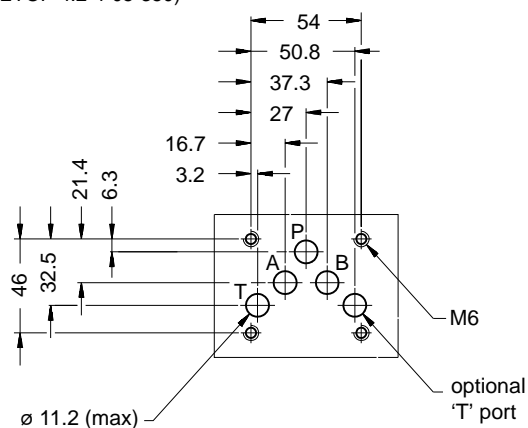 54
50.8
37.3
27
16.7
3.2
21.4
6.3
46
32.5
P
A
B
T
M6
optional
‘T’ port
ø 11.2 (max)